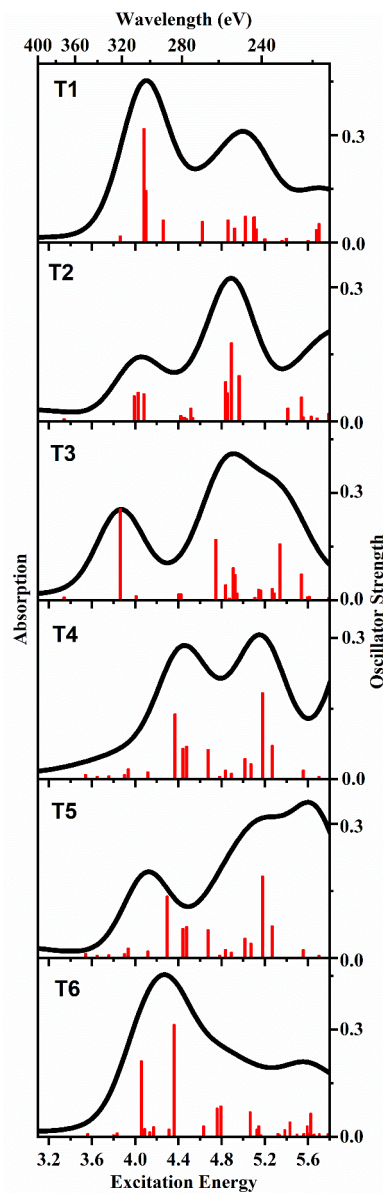 Wavelength (eV)
400 360 320 280 240
T1
0.3
0.0
T2
0.3
0.0
T3
0.3
0.0
T4
0.3
0.0
T5
0.3
0.0
T6
0.3
0.0
Absorption
Oscillator Strength
3.2 3.6 4.0 4.4 4.8 5.2 5.6
Excitation Energy